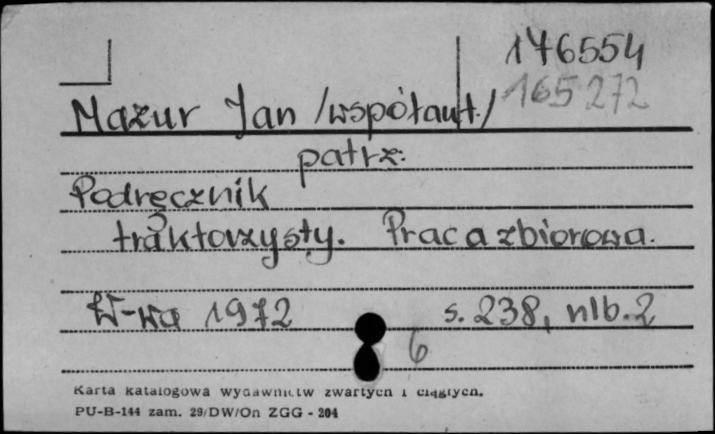 176554
165272
Mazur Jan /współaut./
patrz:
Podręcznik
traktorzysty. Praca zbiorowa.
W-wa 1972 s. 238, nlb. 2
6
Karta katalogowa wydawnictw zwartych i ciągłych.
PU-B-144 zam. 29/DW/On ZGG - 204